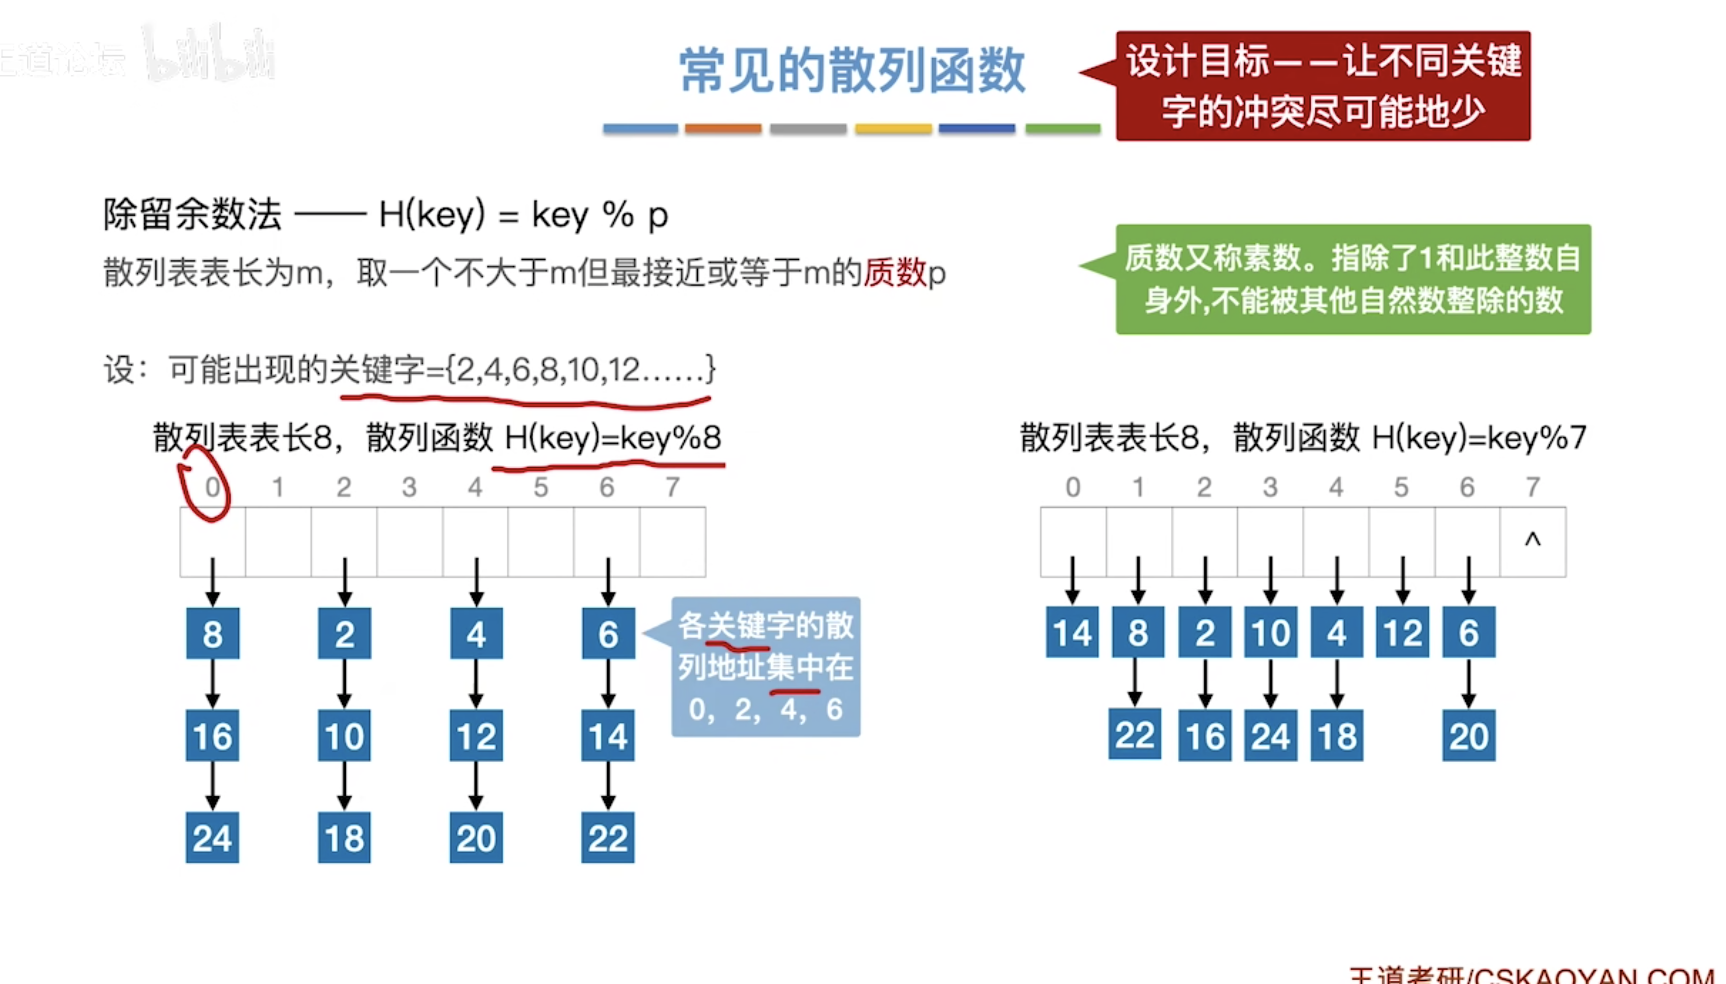 王道论坛 bilibili
常见的散列函数
设计目标——让不同关键
字的冲突尽可能地少
除留余数法 —— H(key) = key % p
散列表表长为m，取一个不大于m但最接近或等于m的质数p
质数又称素数。指除了1和此整数自
身外,不能被其他自然数整除的数
设：可能出现的关键字={2,4,6,8,10,12……}
散列表表长8，散列函数 H(key)=key%8
0 1 2 3 4 5 6 7
8 2 4 6
16 10 12 14
24 18 20 22
各关键字的散
列地址集中在
0，2，4，6
散列表表长8，散列函数 H(key)=key%7
0 1 2 3 4 5 6 7
^
14 8 2 10 4 12 6
22 16 24 18 20
王道考研/CSKAOYAN.COM